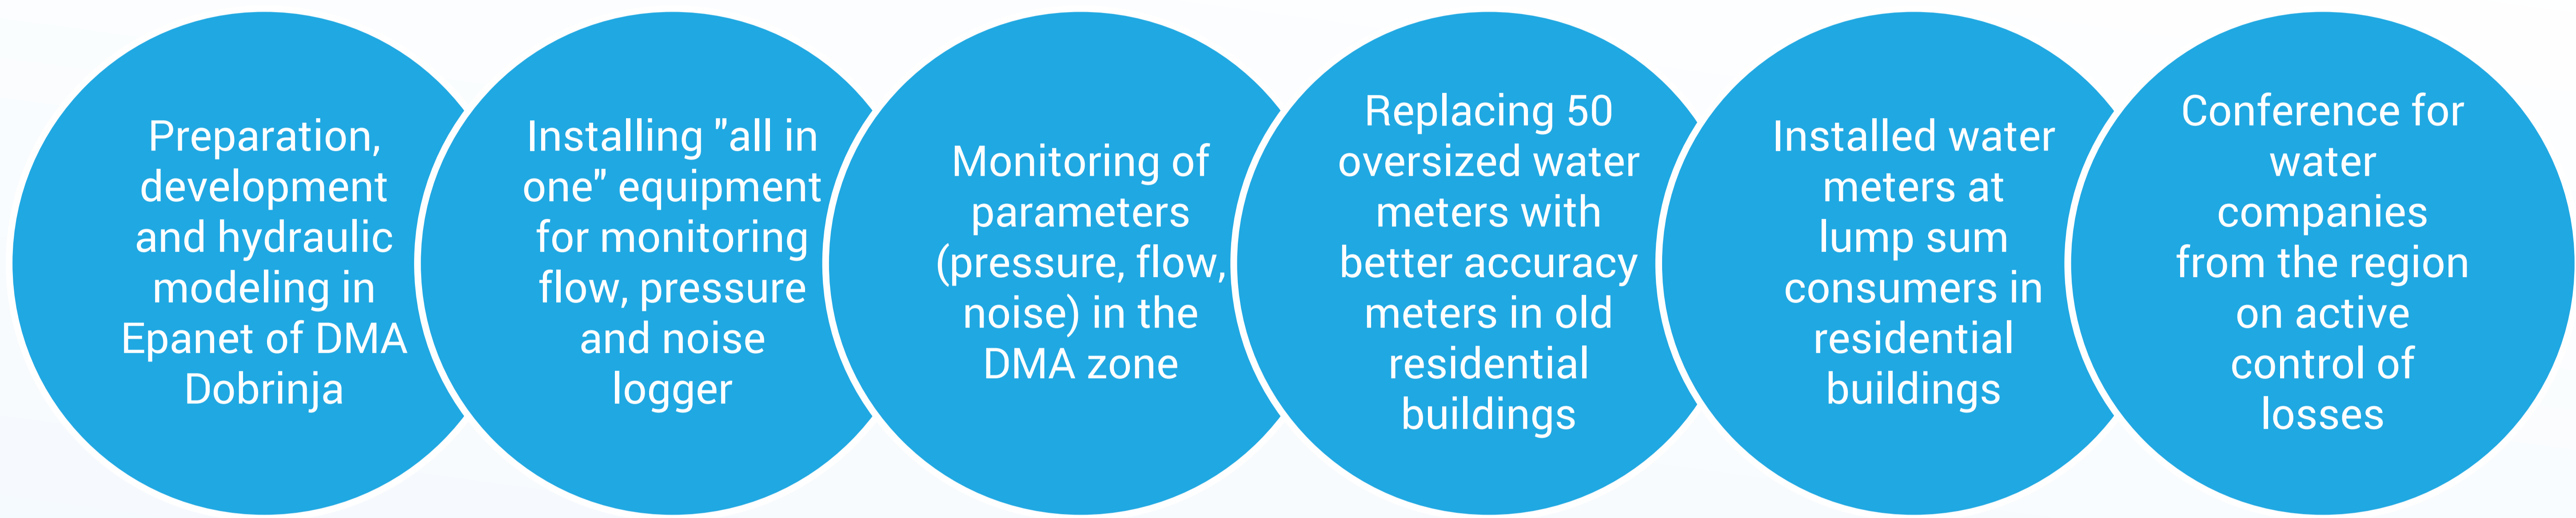 Preparation,
development
and hydraulic
modeling in
Epanet of DMA
Dobrinja
Installing "all in
one" equipment
for monitoring
flow, pressure
and noise
logger
Monitoring of
parameters
(pressure, flow,
noise) in the
DMA zone
Replacing 50
oversized water
meters with
better accuracy
meters in old
residential
buildings
Installed water
meters at
lump sum
consumers in
residential
buildings
Conference for
water
companies
from the region
on active
control of
losses